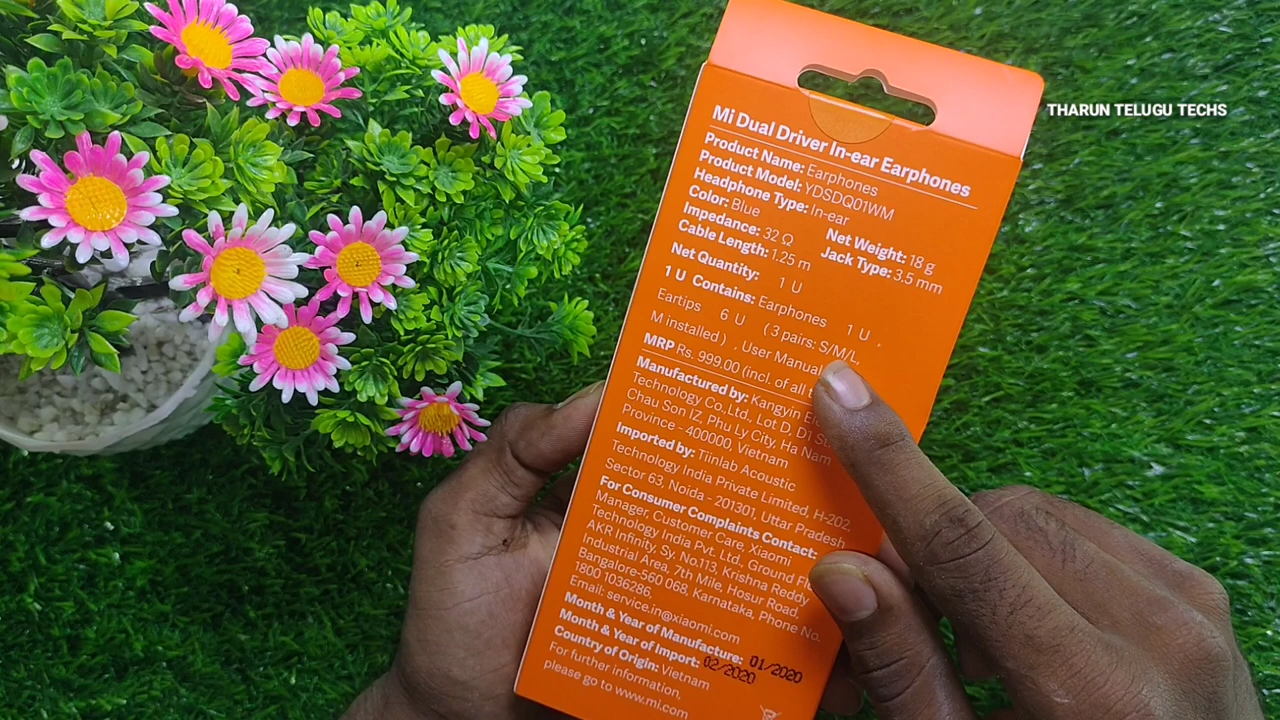 THARUN TELUGU TECHS
Mi Dual Driver In-ear Earphones
Product Name: Earphones
Product Model: YDSDQ01WM
Headphone Type: In-ear
Color: Blue
Net Weight: 18 g
Impedance: 32 Ω
Jack Type: 3.5 mm
Cable Length: 1.25 m
Net Quantity: 1 U
1 U Contains: Earphones 1 U ,
Eartips 6 U ( 3 pairs: S/M/L,
M installed ) , User Manual
MRP Rs. 999.00 (incl. of all
Manufactured by: Kangyin
Technology Co.,Ltd., Lot D, D1
Chau Son IZ, Phu Ly City, Ha Nam
Province - 400000, Vietnam
Imported by: Tiinlab Acoustic
Technology India Private Limited, H-202,
Sector 63, Noida - 201301, Uttar Pradesh
For Consumer Complaints Contact:
Manager, Customer Care, Xiaomi
Technology India Pvt. Ltd., Ground
AKR Infinity, Sy. No.113, Krishna Reddy
Industrial Area, 7th Mile, Hosur Road,
Bangalore-560 068, Karnataka, Phone No.
1800 1036286,
Email: service.in@xiaomi.com
Month & Year of Manufacture: 01/2020
Month & Year of Import: 02/2020
Country of Origin: Vietnam
For further information,
please go to www.mi.com